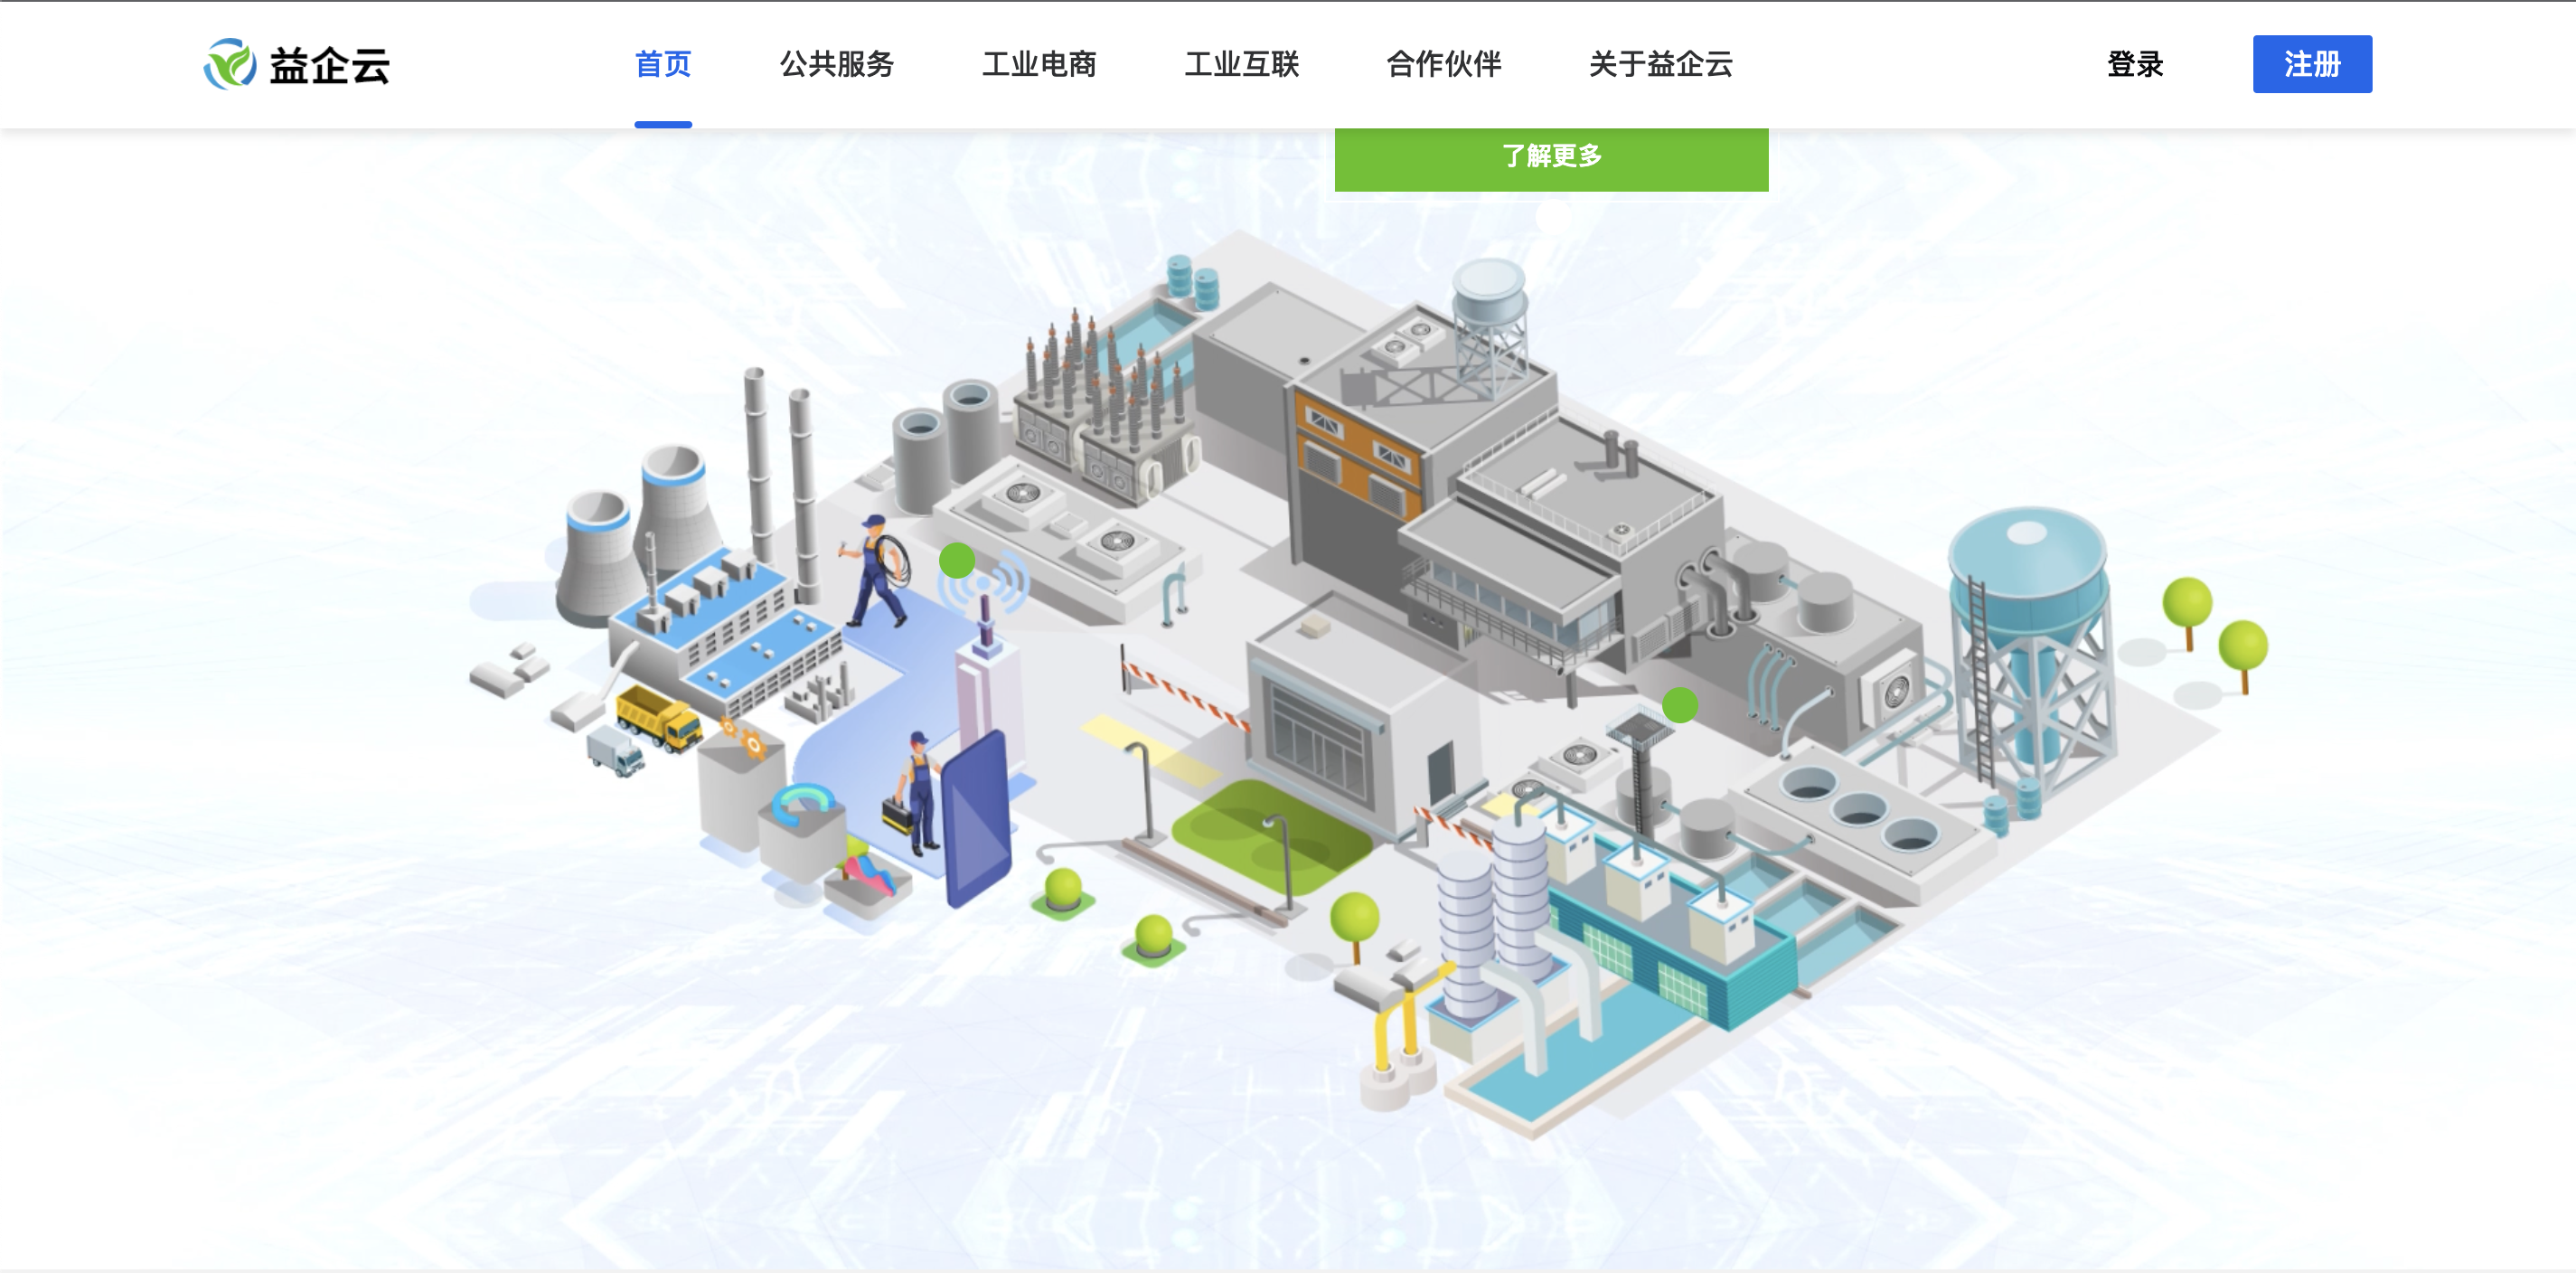 益企云
首页
公共服务
工业电商
工业互联
合作伙伴
关于益企云
登录
注册
了解更多